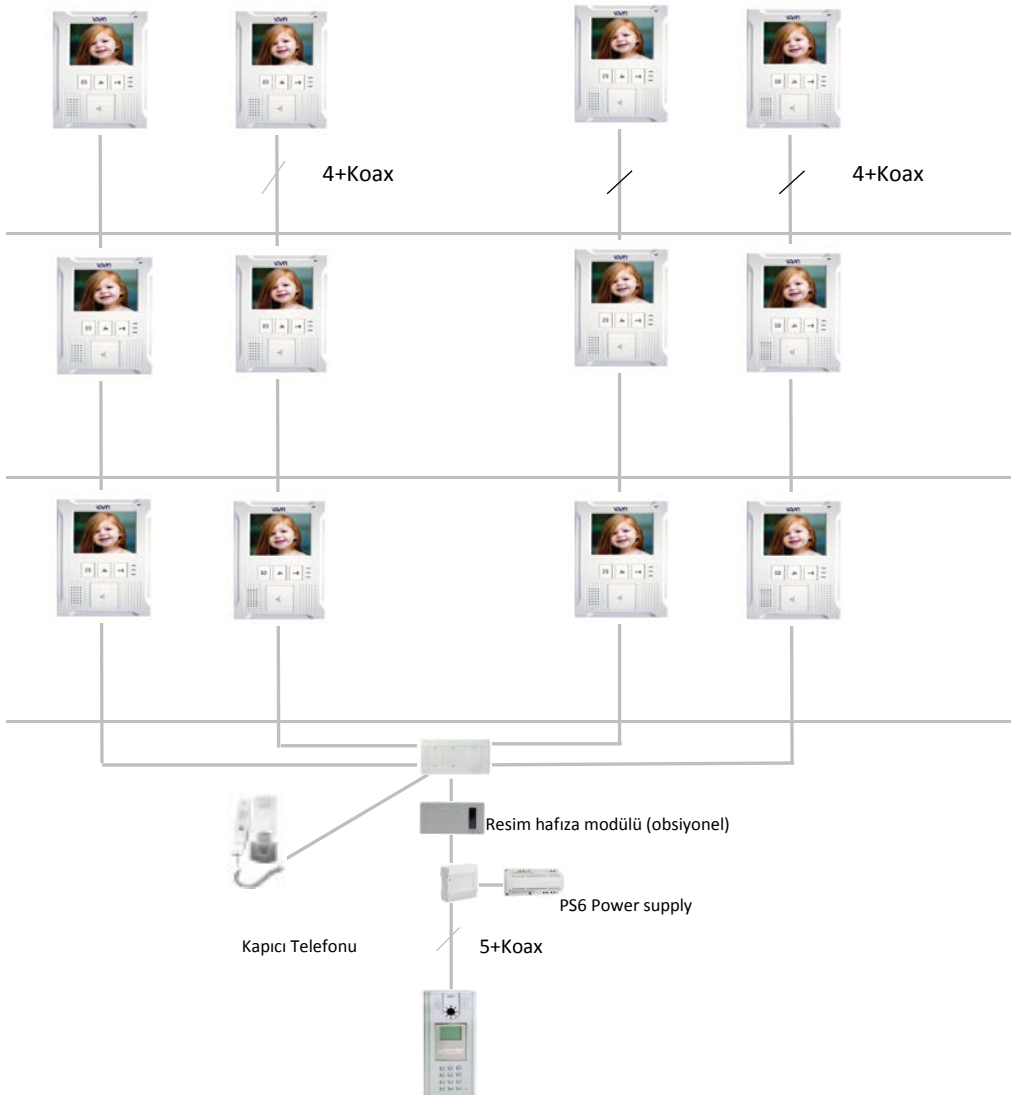 4+Koax
4+Koax
Resim hafıza modülü (obsiyonel)
PS6 Power supply
Kapıcı Telefonu
5+Koax